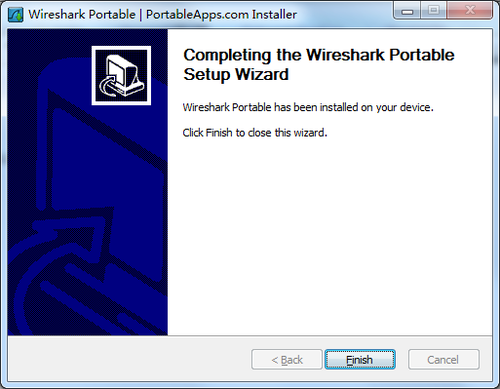 Wireshark Portable | PortableApps.com Installer
Completing the Wireshark Portable
Setup Wizard
Wireshark Portable has been installed on your device.
Click Finish to close this wizard.
< Back
Finish
Cancel